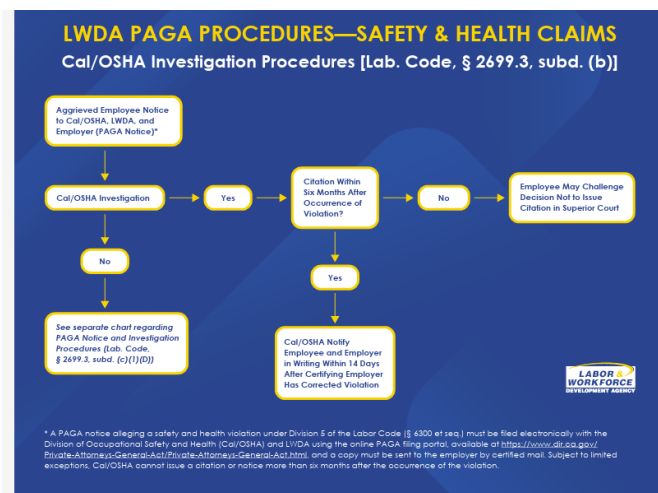 LWDA PAGA PROCEDURES—SAFETY & HEALTH CLAIMS
Cal/OSHA Investigation Procedures [Lab. Code, § 2699.3, subd. (b)]
Aggrieved Employee Notice
to Cal/OSHA, LWDA, and
Employer (PAGA Notice)*
Cal/OSHA Investigation
Yes
Citation Within
Six Months After
Occurrence of
Violation?
No
Employee May Challenge
Decision Not to Issue
Citation in Superior Court
No
Yes
See separate chart regarding
PAGA Notice and Investigation
Procedures (Lab. Code,
§ 2699.3, subd. (c)(1)(D))
Cal/OSHA Notify
Employee and Employer
in Writing Within 14 Days
After Certifying Employer
Has Corrected Violation
LABOR &
WORKFORCE
DEVELOPMENT AGENCY
* A PAGA notice alleging a safety and health violation under Division 5 of the Labor Code (§ 6300 et seq.) must be filed electronically with the
Division of Occupational Safety and Health (Cal/OSHA) and LWDA using the online PAGA filing portal, available at https://www.dir.ca.gov/
Private-Attorneys-General-Act/Private-Attorneys-General-Act.html, and a copy must be sent to the employer by certified mail. Subject to limited
exceptions, Cal/OSHA cannot issue a citation or notice more than six months after the occurrence of the violation.